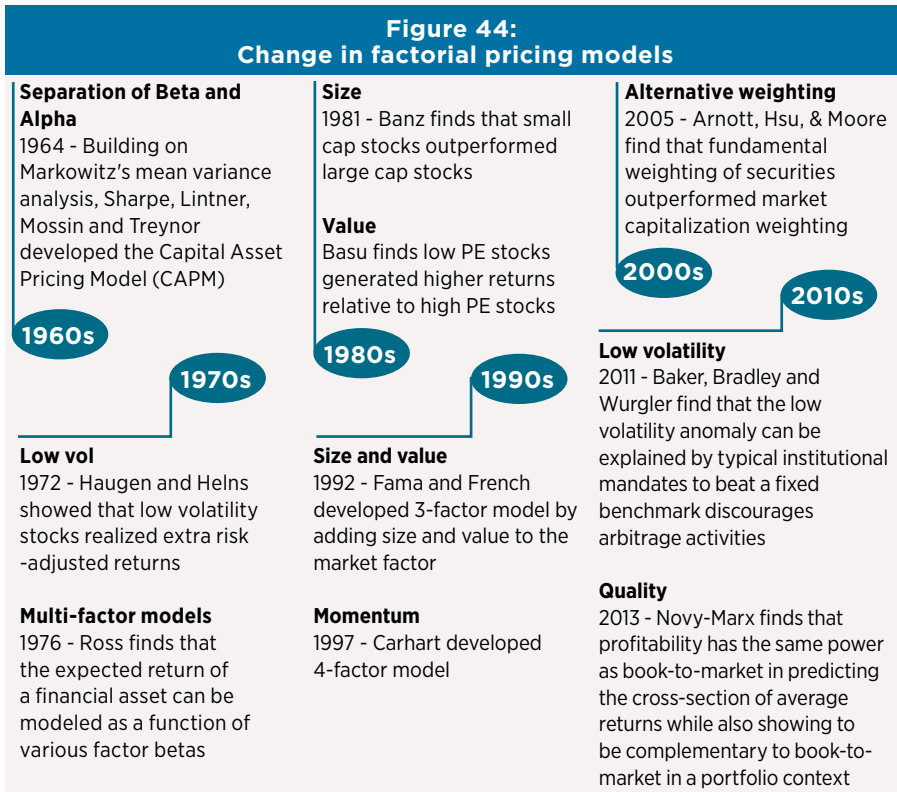 Figure 44:
Change in factorial pricing models
Separation of Beta and
Alpha
1964 - Building on
Markowitz's mean variance
analysis, Sharpe, Lintner,
Mossin and Treynor
developed the Capital Asset
Pricing Model (CAPM)
1960s
1970s
Low vol
1972 - Haugen and Helns
showed that low volatility
stocks realized extra risk
-adjusted returns
Multi-factor models
1976 - Ross finds that
the expected return of
a financial asset can be
modeled as a function of
various factor betas
Size
1981 - Banz finds that small
cap stocks outperformed
large cap stocks
Value
Basu finds low PE stocks
generated higher returns
relative to high PE stocks
1980s
1990s
Size and value
1992 - Fama and French
developed 3-factor model by
adding size and value to the
market factor
Momentum
1997 - Carhart developed
4-factor model
Alternative weighting
2005 - Arnott, Hsu, & Moore
find that fundamental
weighting of securities
outperformed market
capitalization weighting
2000s
2010s
Low volatility
2011 - Baker, Bradley and
Wurgler find that the low
volatility anomaly can be
explained by typical institutional
mandates to beat a fixed
benchmark discourages
arbitrage activities
Quality
2013 - Novy-Marx finds that
profitability has the same power
as book-to-market in predicting
the cross-section of average
returns while also showing to
be complementary to book-to-
market in a portfolio context